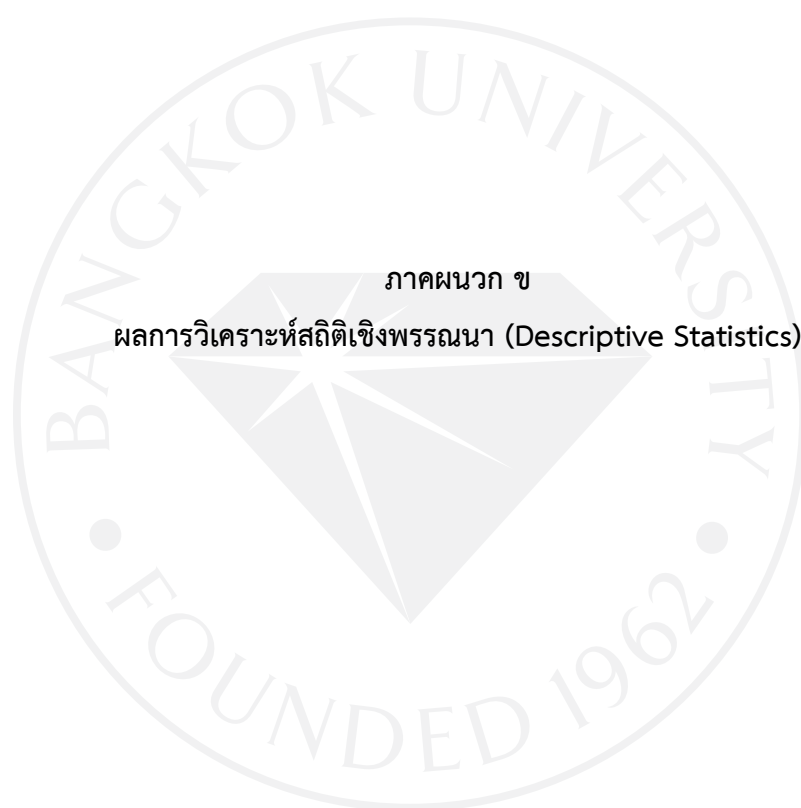 ภาคผนวก ข
ผลการวิเคราะห์สถิติเชิงพรรณนา (Descriptive Statistics)
BANGKOK UNIVERSITY
• FOUNDED 1962 •